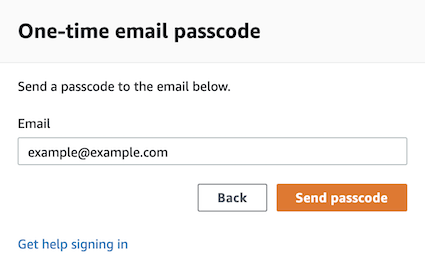 One-time email passcode
Send a passcode to the email below.
Email
example@example.com
Back
Send passcode
Get help signing in